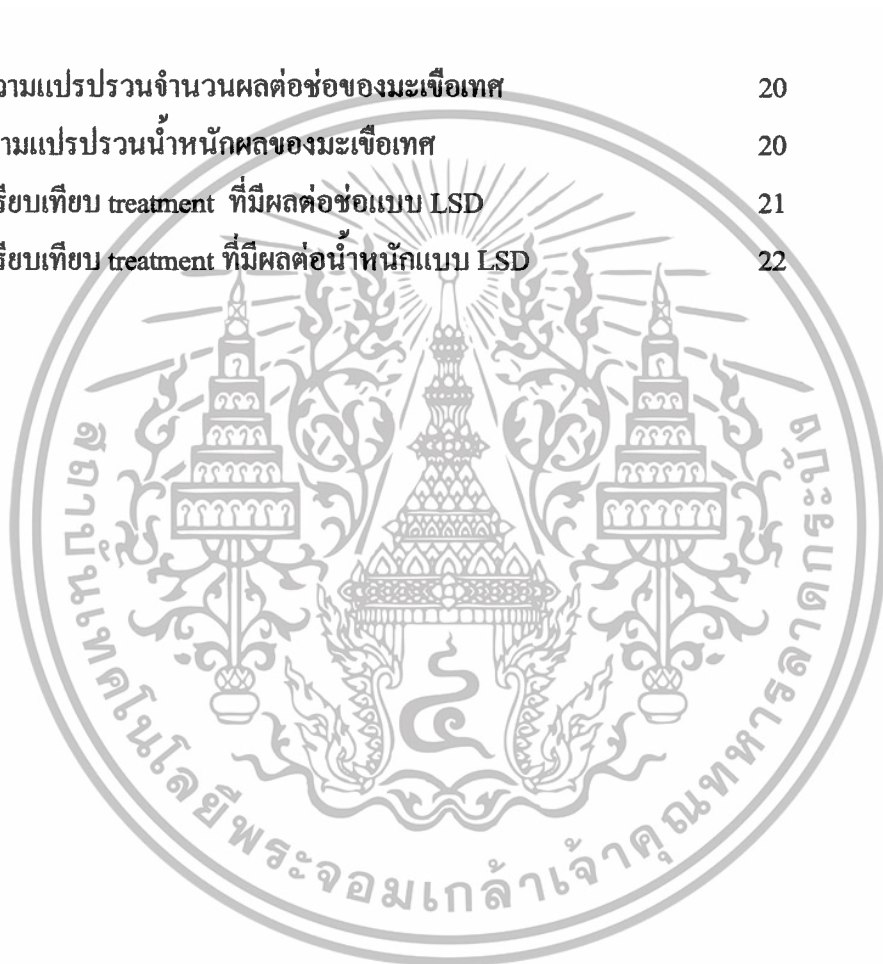 วามแปรปรวนจำนวนผลต่อช่อของมะเขือเทศ 20
ามแปรปรวนน้ำหนักผลของมะเขือเทศ 20
รียบเทียบ treatment ที่มีผลต่อช่อแบบ LSD 21
รียบเทียบ treatment ที่มีผลต่อน้ำหนักแบบ LSD 22
สถาบันเทคโนโลยีพระจอมเกล้าเจ้าคุณทหารลาดกระบัง
๔